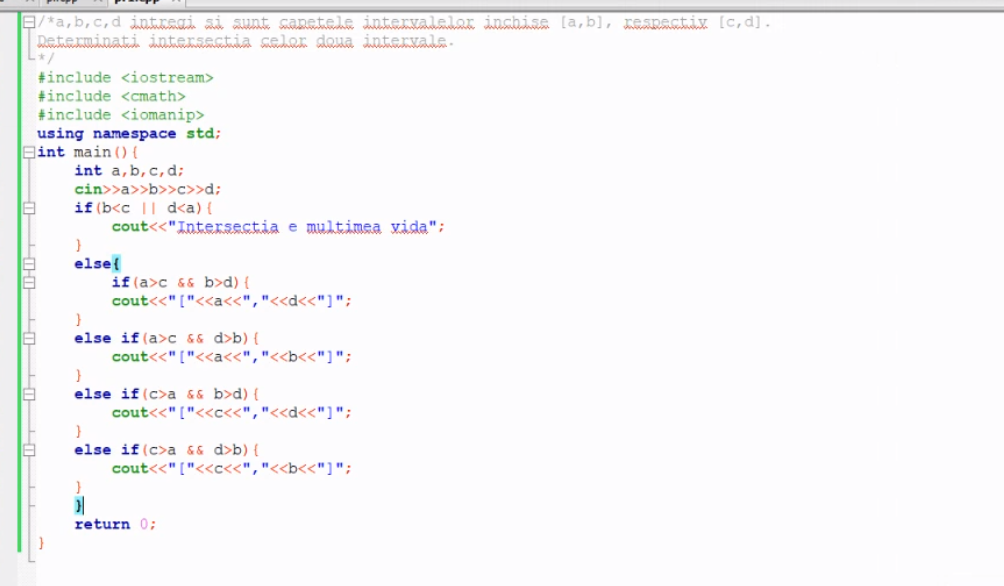 /*a,b,c,d intregi si sunt capetele intervalelor inchise [a,b], respectiv [c,d].
Determinati intersectia celor doua intervale.
*/
#include <iostream>
#include <cmath>
#include <iomanip>
using namespace std;
int main(){
int a,b,c,d;
cin>>a>>b>>c>>d;
if(b<c || d<a){
cout<<"Intersectia e multimea vida";
}
else{
if(a>c && b>d){
cout<<"["<<a<<","<<d<<"]";
}
else if(a>c && d>b){
cout<<"["<<a<<","<<b<<"]";
}
else if(c>a && b>d){
cout<<"["<<c<<","<<d<<"]";
}
else if(c>a && d>b){
cout<<"["<<c<<","<<b<<"]";
}
}
return 0;
}